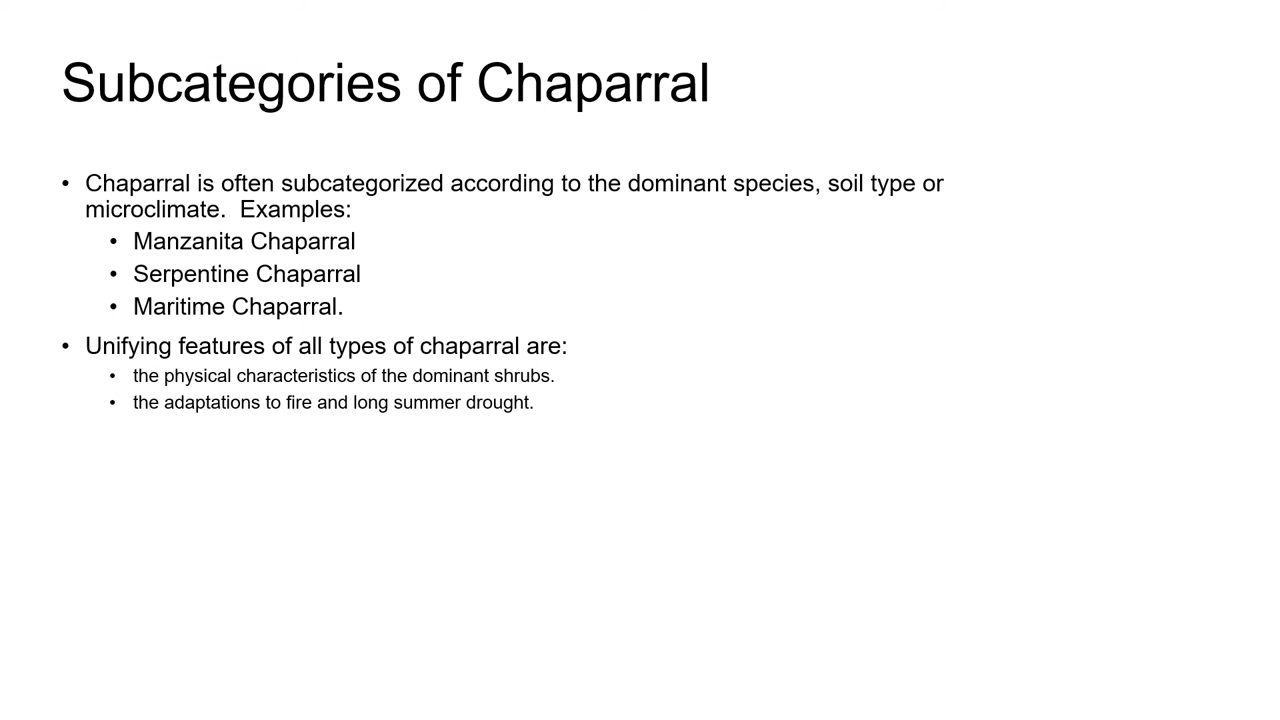 Subcategories of Chaparral
• Chaparral is often subcategorized according to the dominant species, soil type or
microclimate.  Examples:
• Manzanita Chaparral
• Serpentine Chaparral
• Maritime Chaparral.
• Unifying features of all types of chaparral are:
• the physical characteristics of the dominant shrubs.
• the adaptations to fire and long summer drought.